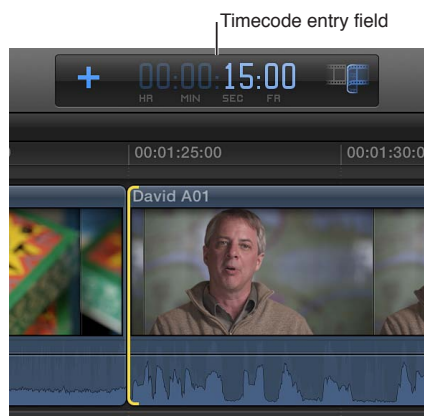 Timecode entry field
+ 00:00:15:00
HR MIN SEC FR
0 00:01:25:00 00:01:30:0
David A01